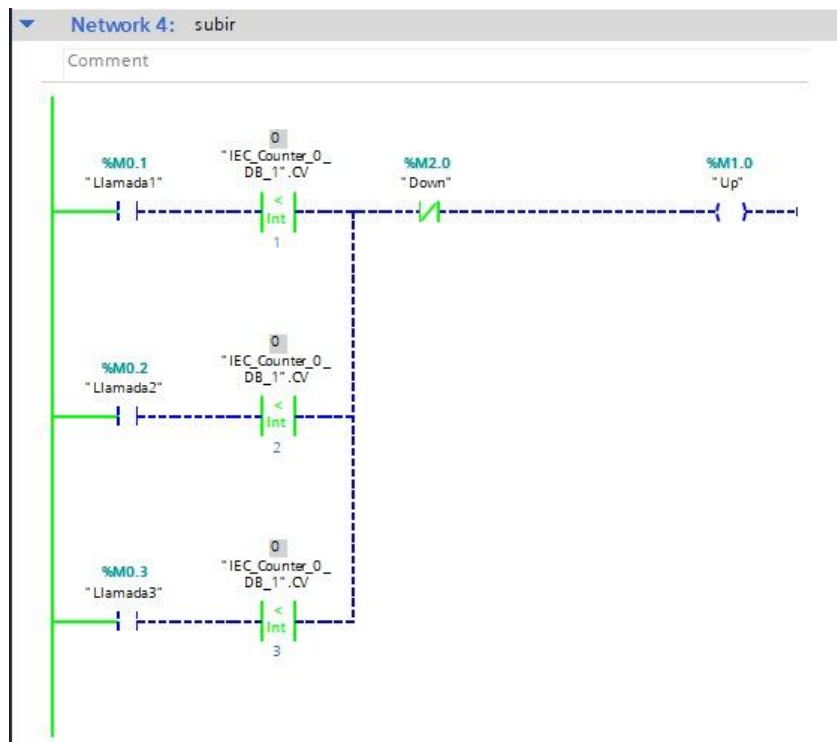 Network 4: subir
Comment
%M0.1
"Llamada1"
0
"IEC_Counter_0_
DB_1".CV
<
Int
1
%M2.0
"Down"
%M1.0
"Up"
%M0.2
"Llamada2"
0
"IEC_Counter_0_
DB_1".CV
<
Int
2
%M0.3
"Llamada3"
0
"IEC_Counter_0_
DB_1".CV
<
Int
3